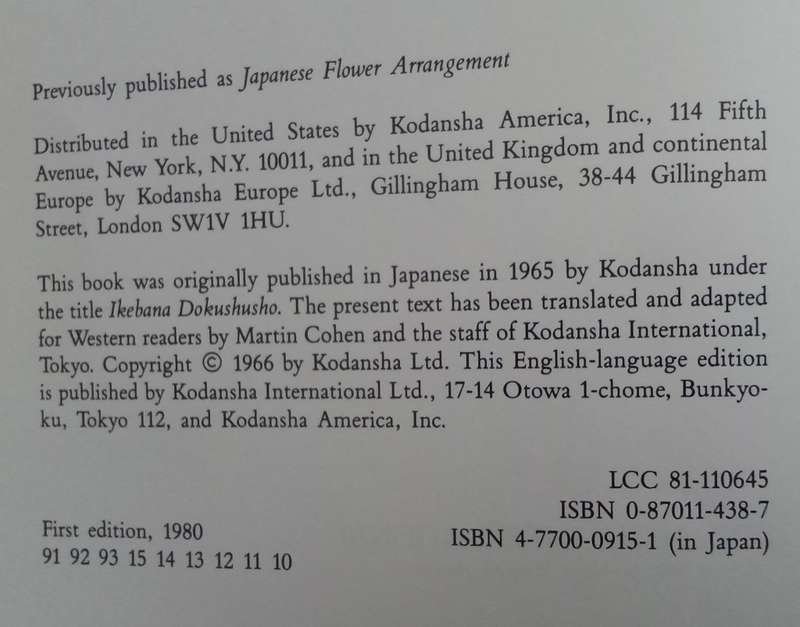 Previously published as Japanese Flower Arrangement
Distributed in the United States by Kodansha America, Inc., 114 Fifth
Avenue, New York, N.Y. 10011, and in the United Kingdom and continental
Europe by Kodansha Europe Ltd., Gillingham House, 38-44 Gillingham
Street, London SW1V 1HU.
This book was originally published in Japanese in 1965 by Kodansha under
the title Ikebana Dokushusho. The present text has been translated and adapted
for Western readers by Martin Cohen and the staff of Kodansha International,
Tokyo. Copyright © 1966 by Kodansha Ltd. This English-language edition
is published by Kodansha International Ltd., 17-14 Otowa 1-chome, Bunkyo-
ku, Tokyo 112, and Kodansha America, Inc.
LCC 81-110645
ISBN 0-87011-438-7
ISBN 4-7700-0915-1 (in Japan)
First edition, 1980
91 92 93 15 14 13 12 11 10